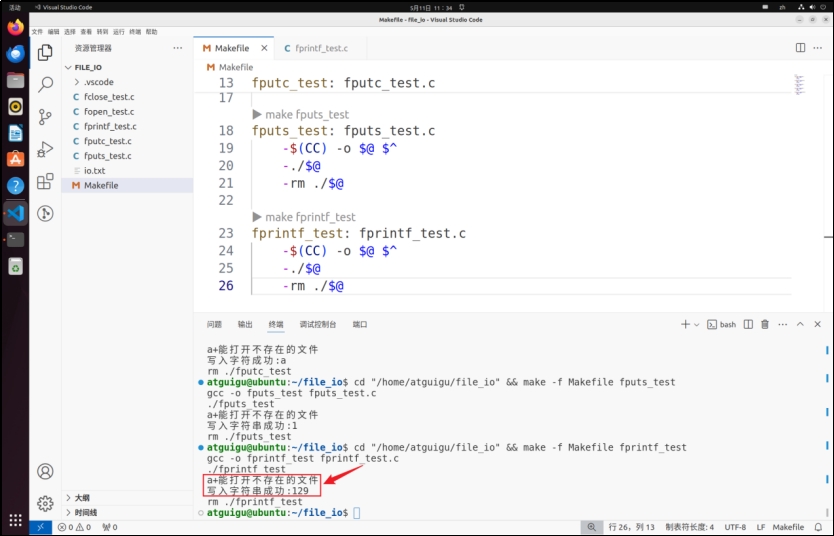 活动
Visual Studio Code
5月11日 11：34
zh
Makefile - file_io - Visual Studio Code
文件 编辑 选择 查看 转到 运行 终端 帮助
资源管理器
FILE_IO
.vscode
C fclose_test.c
C fopen_test.c
C fprintf_test.c
C fputc_test.c
C fputs_test.c
io.txt
M Makefile
大纲
时间线
M Makefile
C fprintf_test.c
M Makefile
13 fputc_test: fputc_test.c
17
make fputs_test
18 fputs_test: fputs_test.c
19 -$(CC) -o $@ $^
20 -./$@
21 -rm ./$@
22
make fprintf_test
23 fprintf_test: fprintf_test.c
24 -$(CC) -o $@ $^
25 -./$@
26 -rm ./$@
问题 输出 终端 调试控制台 端口
bash
a+能打开不存在的文件
写入字符成功:a
rm ./fputc_test
atguigu@ubuntu:~/file_io$ cd "/home/atguigu/file_io" && make -f Makefile fputs_test
gcc -o fputs_test fputs_test.c
./fputs_test
a+能打开不存在的文件
写入字符串成功:1
rm ./fputs_test
atguigu@ubuntu:~/file_io$ cd "/home/atguigu/file_io" && make -f Makefile fprintf_test
gcc -o fprintf_test fprintf_test.c
./fprintf_test
a+能打开不存在的文件
写入字符串成功:129
rm ./fprintf_test
atguigu@ubuntu:~/file_io$
0 0 0
行 26，列 13 制表符长度: 4 UTF-8 LF Makefile